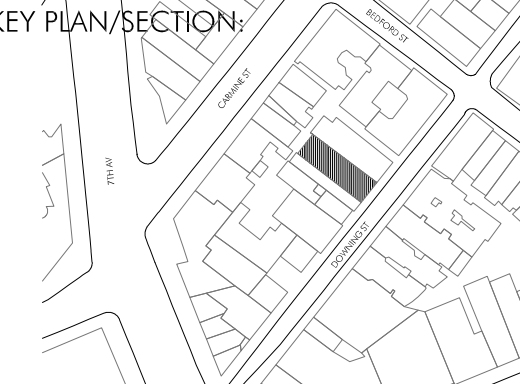 KEY PLAN/SECTION:
BEDFORD ST
CARMINE ST
7TH AV
DOWNING ST